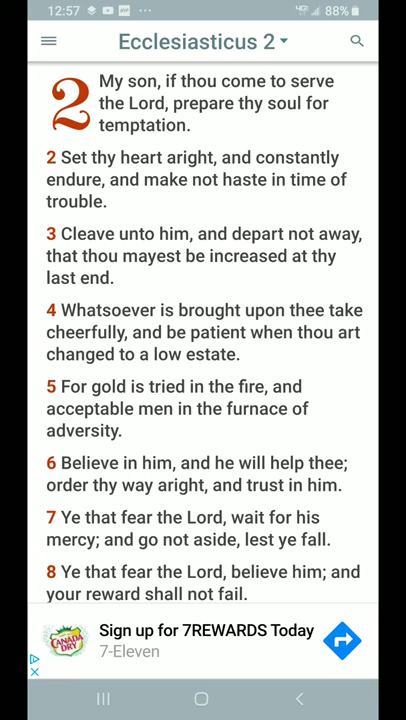 12:57 88%
Ecclesiasticus 2
2 My son, if thou come to serve
the Lord, prepare thy soul for
temptation.
2 Set thy heart aright, and constantly
endure, and make not haste in time of
trouble.
3 Cleave unto him, and depart not away,
that thou mayest be increased at thy
last end.
4 Whatsoever is brought upon thee take
cheerfully, and be patient when thou art
changed to a low estate.
5 For gold is tried in the fire, and
acceptable men in the furnace of
adversity.
6 Believe in him, and he will help thee;
order thy way aright, and trust in him.
7 Ye that fear the Lord, wait for his
mercy; and go not aside, lest ye fall.
8 Ye that fear the Lord, believe him; and
your reward shall not fail.
CANADA DRY
Sign up for 7REWARDS Today
7-Eleven